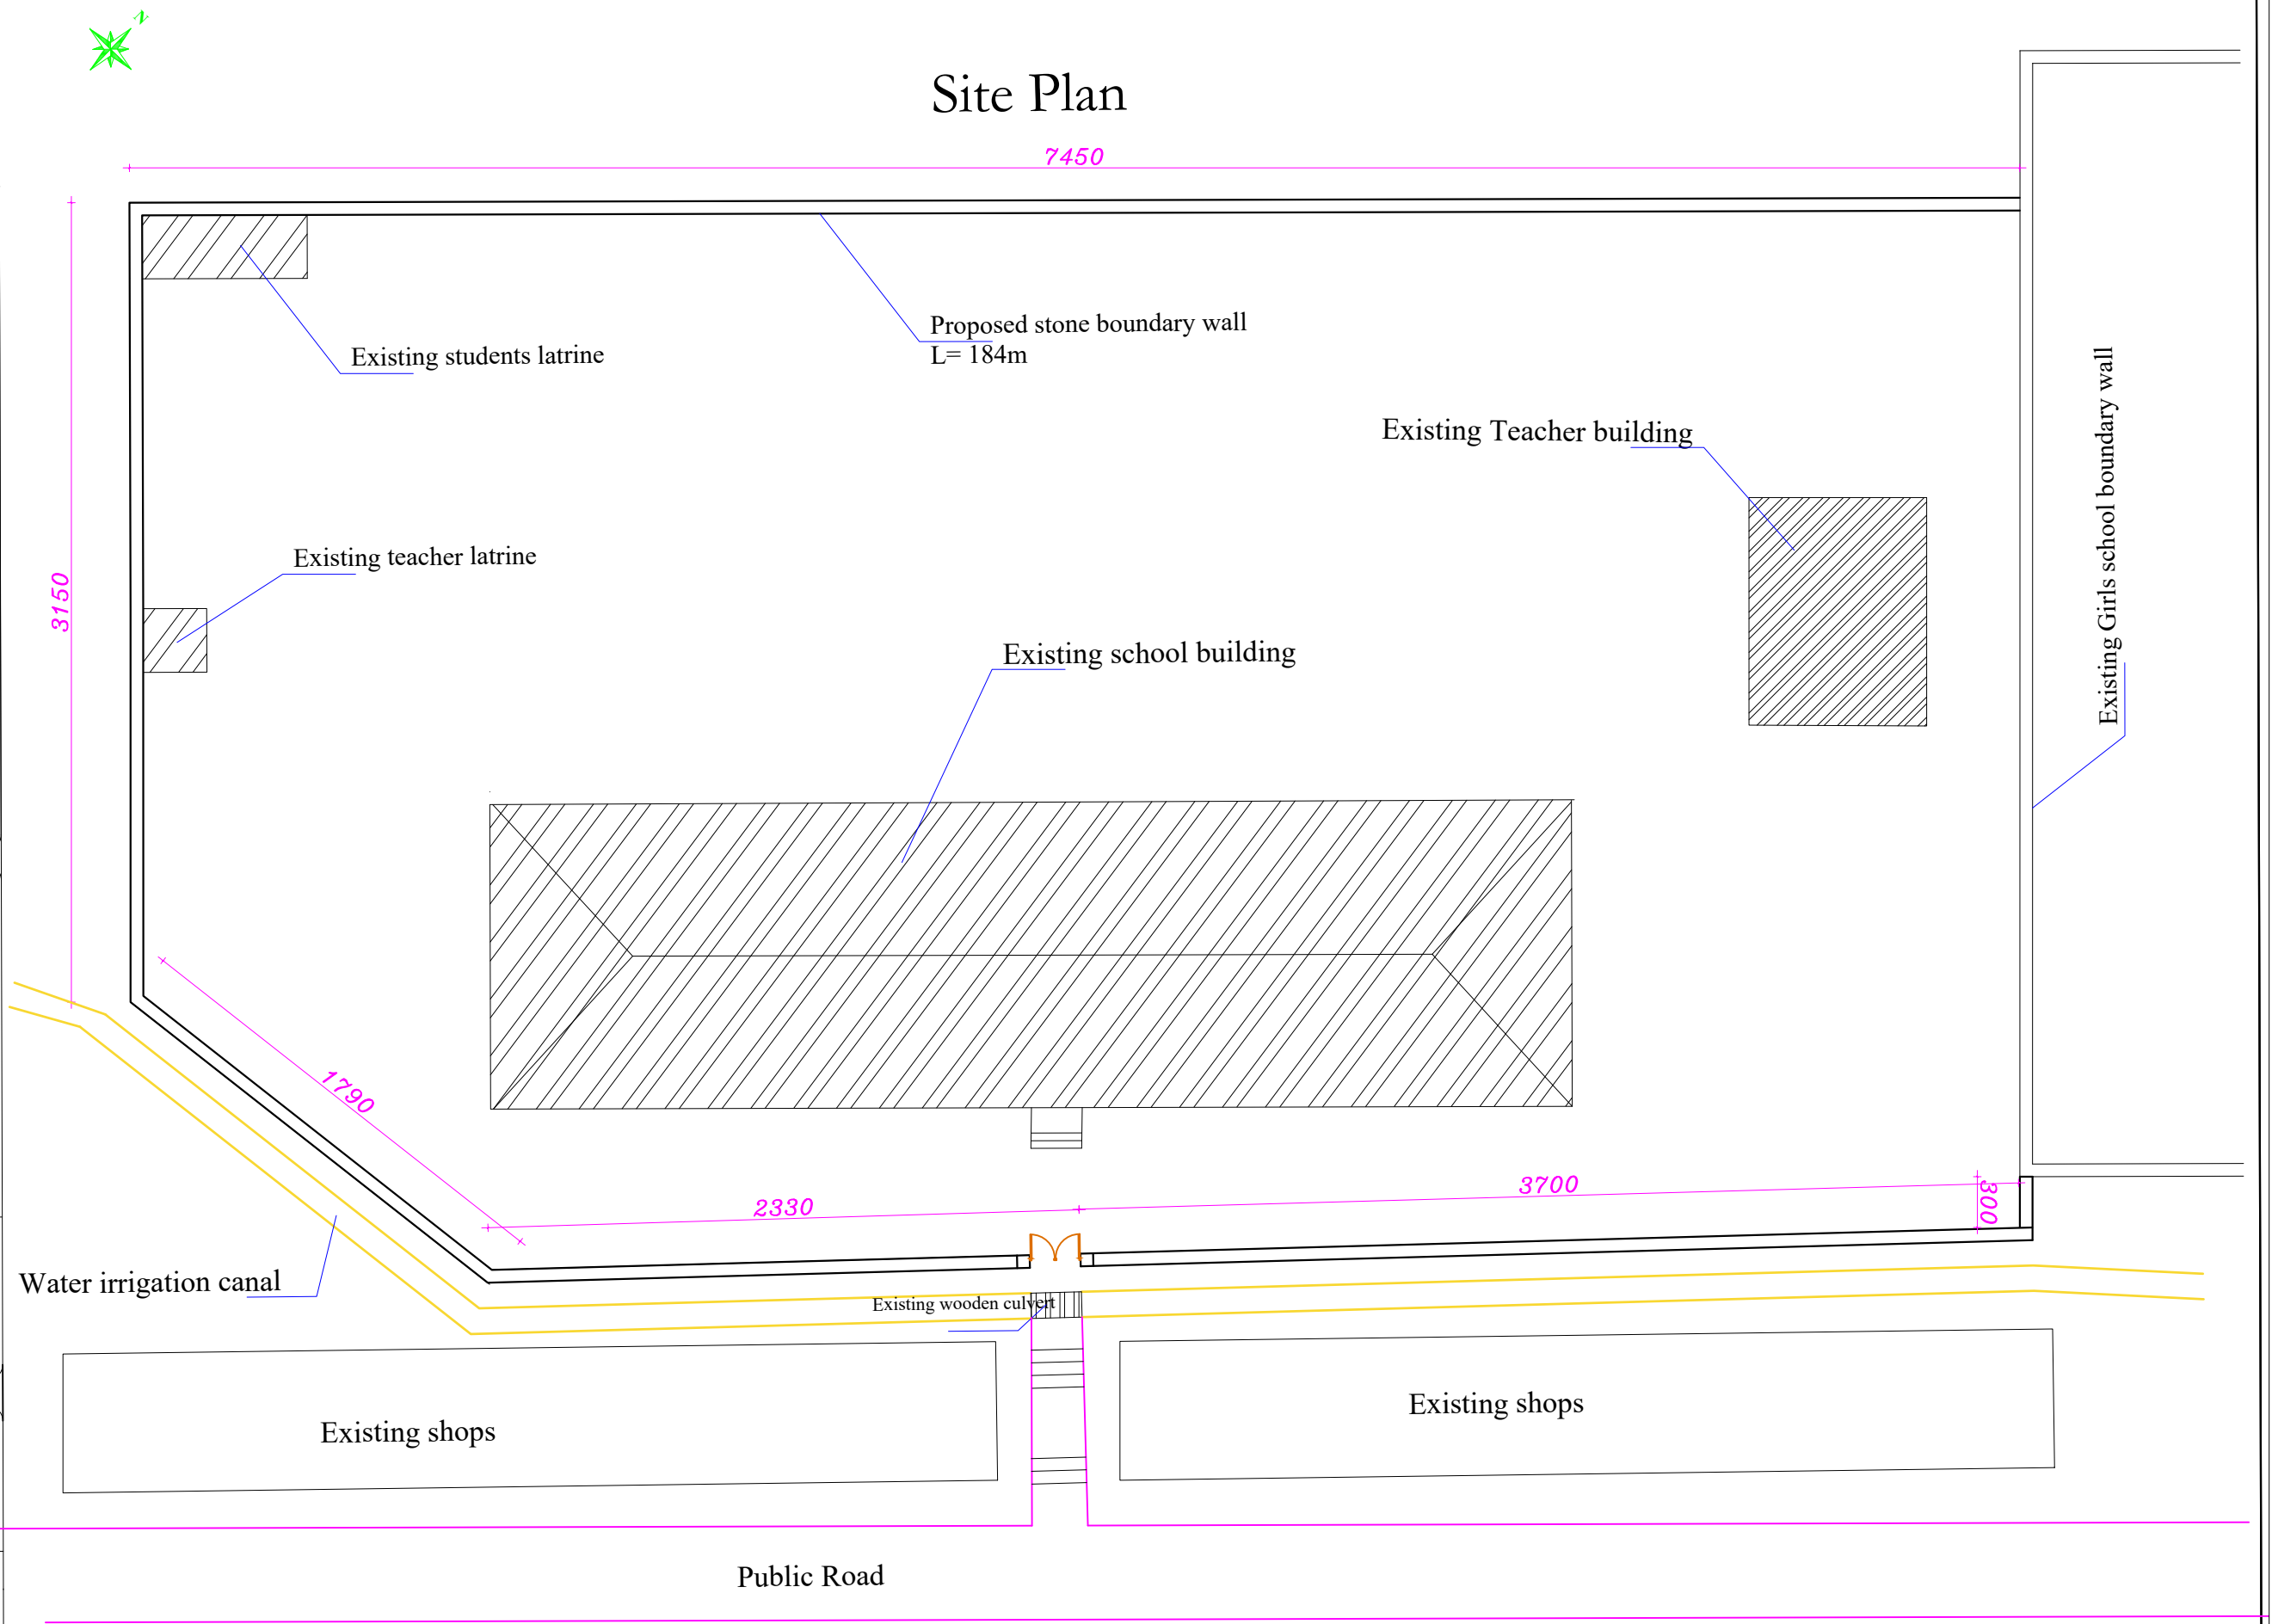 N
Site Plan
7450
Proposed stone boundary wall
L= 184m
Existing students latrine
Existing Teacher building
Existing Girls school boundary wall
3150
Existing teacher latrine
Existing school building
1790
2330
3700
300
Water irrigation canal
Existing wooden culvert
Existing shops
Existing shops
Public Road